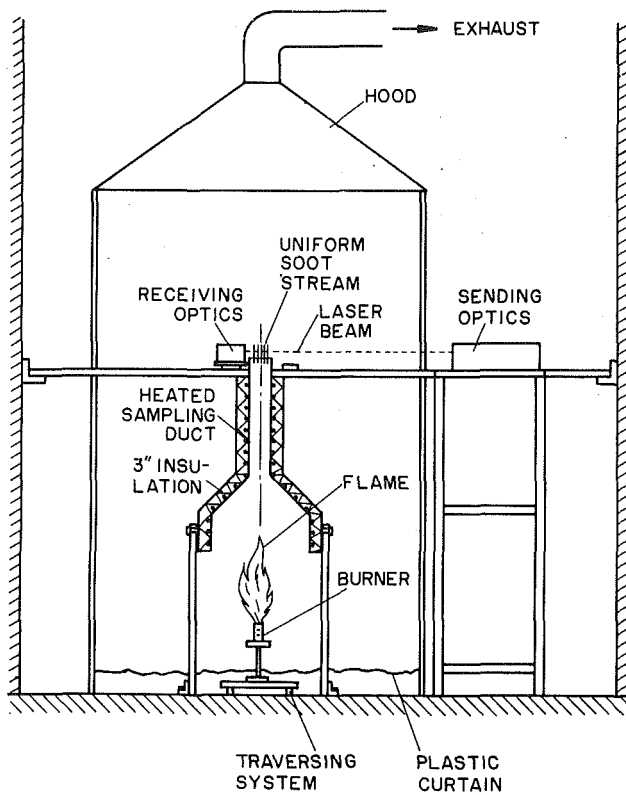 EXHAUST
HOOD
UNIFORM
SOOT
STREAM
RECEIVING
OPTICS
LASER
BEAM
SENDING
OPTICS
HEATED
SAMPLING
DUCT
3" INSU-
LATION
FLAME
BURNER
TRAVERSING
SYSTEM
PLASTIC
CURTAIN